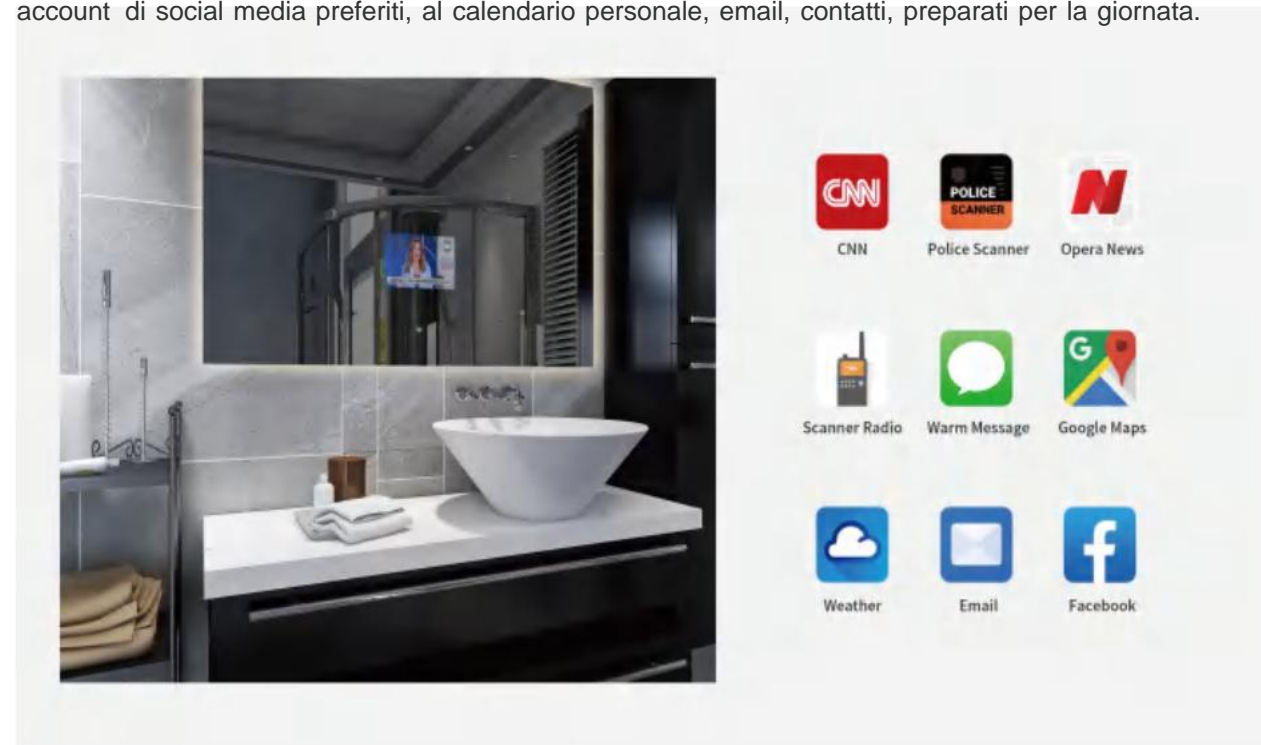 account di social media preferiti, al calendario personale, email, contatti, preparati per la giornata.
CNN
POLICE
SCANNER
CNN
Police Scanner
Opera News
G
Scanner Radio
Warm Message
Google Maps
Weather
Email
Facebook